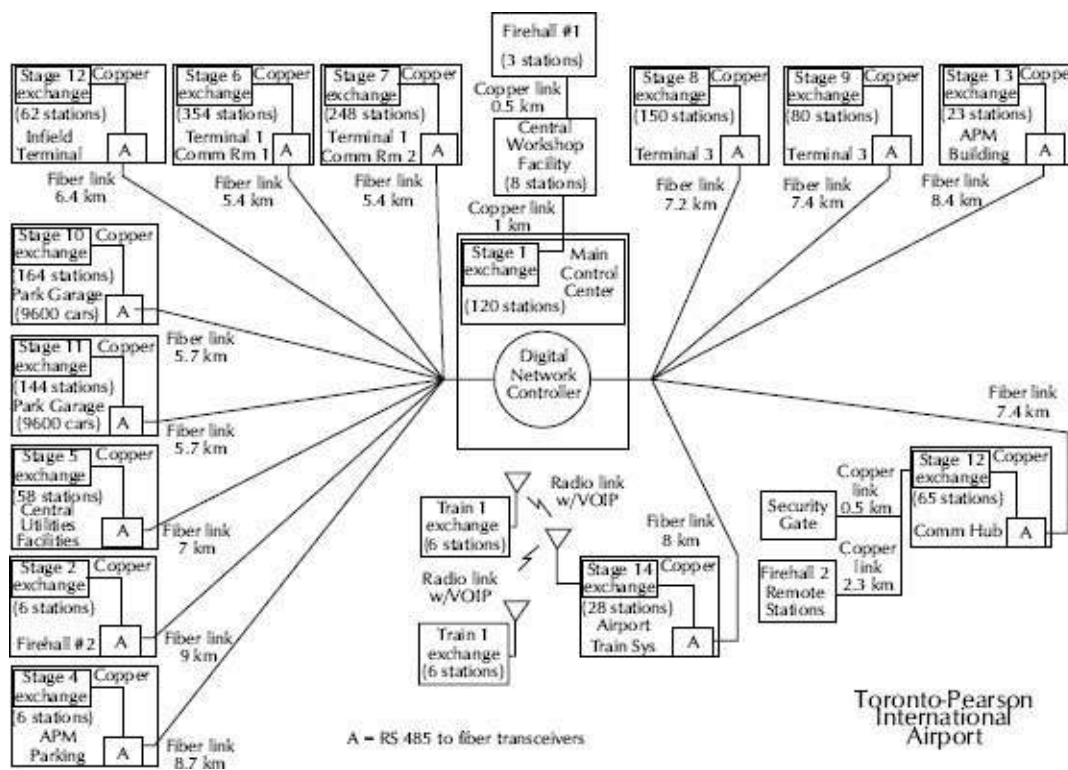 Firehall #1
(3 stations)
Copper link
0.5 km
Central
Workshop
Facility
(8 stations)
Copper link
1 km
Stage 12
exchange
Copper
(62 stations)
Infield
Terminal
A
Fiber link
6.4 km
Stage 6
exchange
Copper
(354 stations)
Terminal 1
Comm Rm 1
A
Fiber link
5.4 km
Stage 7
exchange
Copper
(248 stations)
Terminal 1
Comm Rm 2
A
Fiber link
5.4 km
Stage 8
exchange
Copper
(150 stations)
Terminal 3
A
Fiber link
7.2 km
Stage 9
exchange
Copper
(80 stations)
Terminal 3
A
Fiber link
7.4 km
Stage 13
exchange
Copper
(23 stations)
APM
Building
A
Fiber link
8.4 km
Stage 1
exchange
Main
Control
Center
(120 stations)
Digital
Network
Controller
Stage 10
exchange
Copper
(164 stations)
Park Garage
(9600 cars)
A
Fiber link
5.7 km
Stage 11
exchange
Copper
(144 stations)
Park Garage
(9600 cars)
A
Fiber link
5.7 km
Stage 5
exchange
Copper
(58 stations)
Central
Utilities
Facilities
A
Fiber link
7 km
Stage 2
exchange
Copper
(6 stations)
Firehall #2
A
Fiber link
9 km
Stage 4
exchange
Copper
(6 stations)
APM
Parking
A
Fiber link
8.7 km
Train 1
exchange
(6 stations)
Radio link
w/VOIP
Radio link
w/VOIP
Train 1
exchange
(6 stations)
Fiber link
8 km
Stage 14
exchange
Copper
(28 stations)
Airport
Train Sys
A
Fiber link
7.4 km
Stage 12
exchange
Copper
(65 stations)
Comm Hub
A
Copper
link
0.5 km
Security
Gate
Copper
link
2.3 km
Firehall 2
Remote
Stations
A = RS 485 to fiber transceivers
Toronto-Pearson
International
Airport